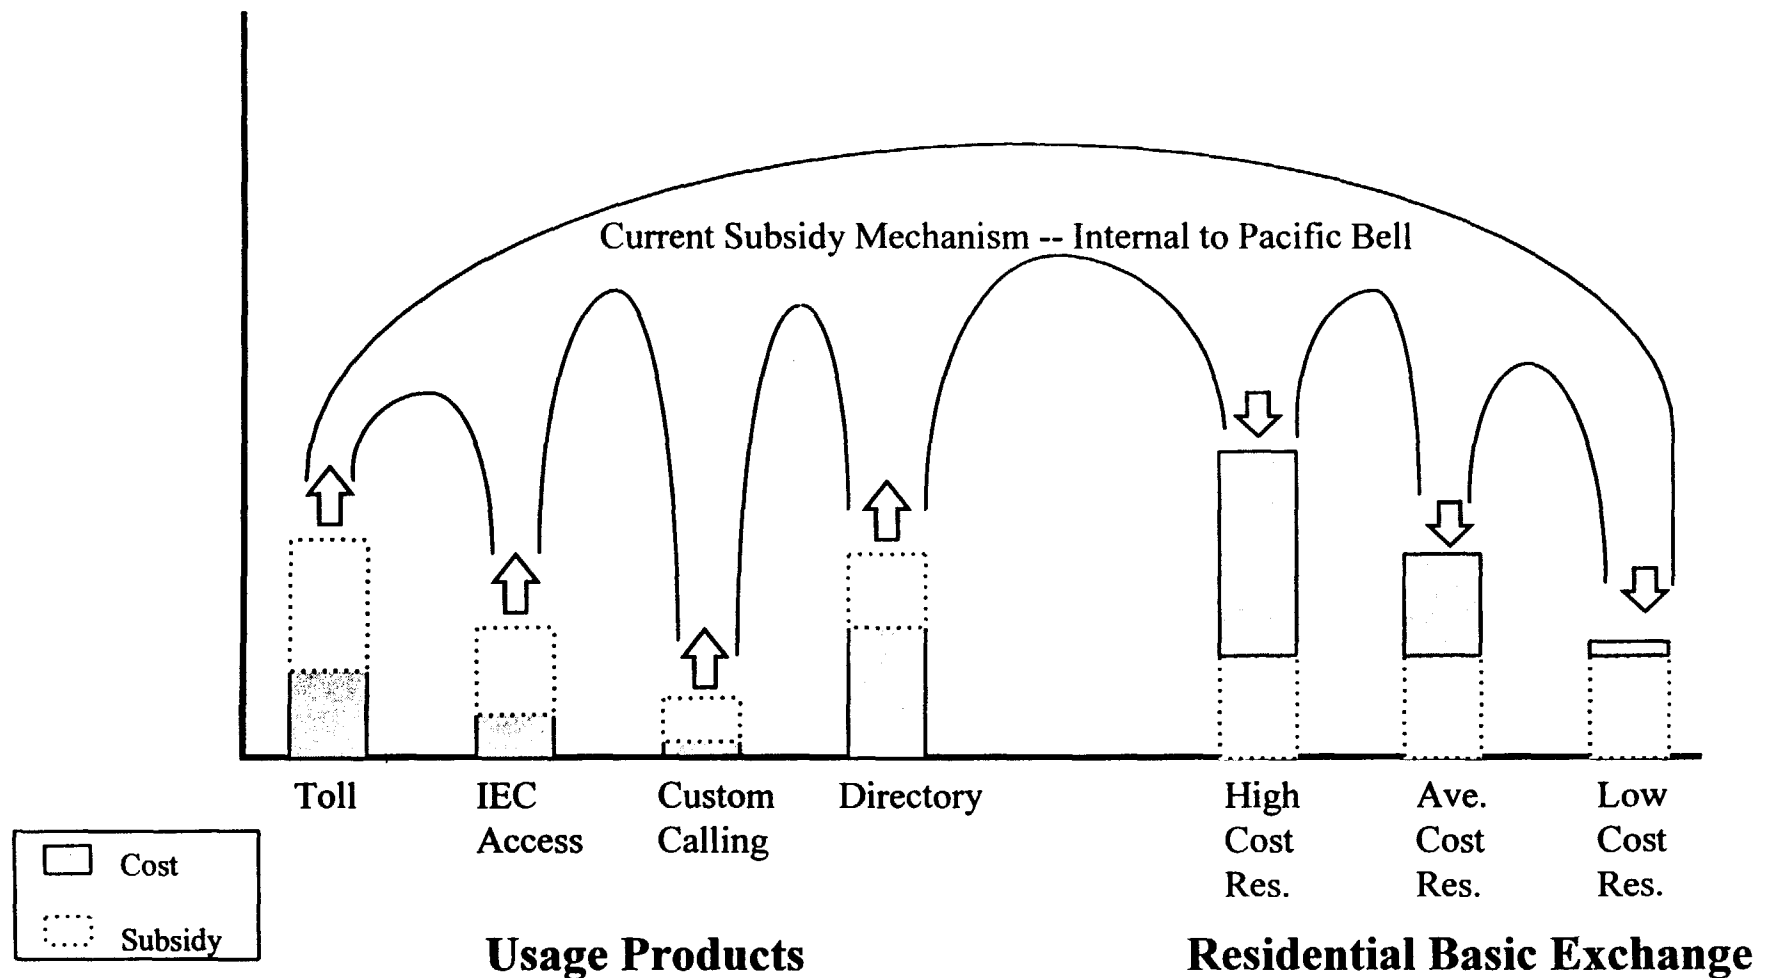 Current Subsidy Mechanism -- Internal to Pacific Bell
Toll
IEC
Access
Custom
Calling
Directory
High
Cost
Res.
Ave.
Cost
Res.
Low
Cost
Res.
Cost
Subsidy
Usage Products
Residential Basic Exchange